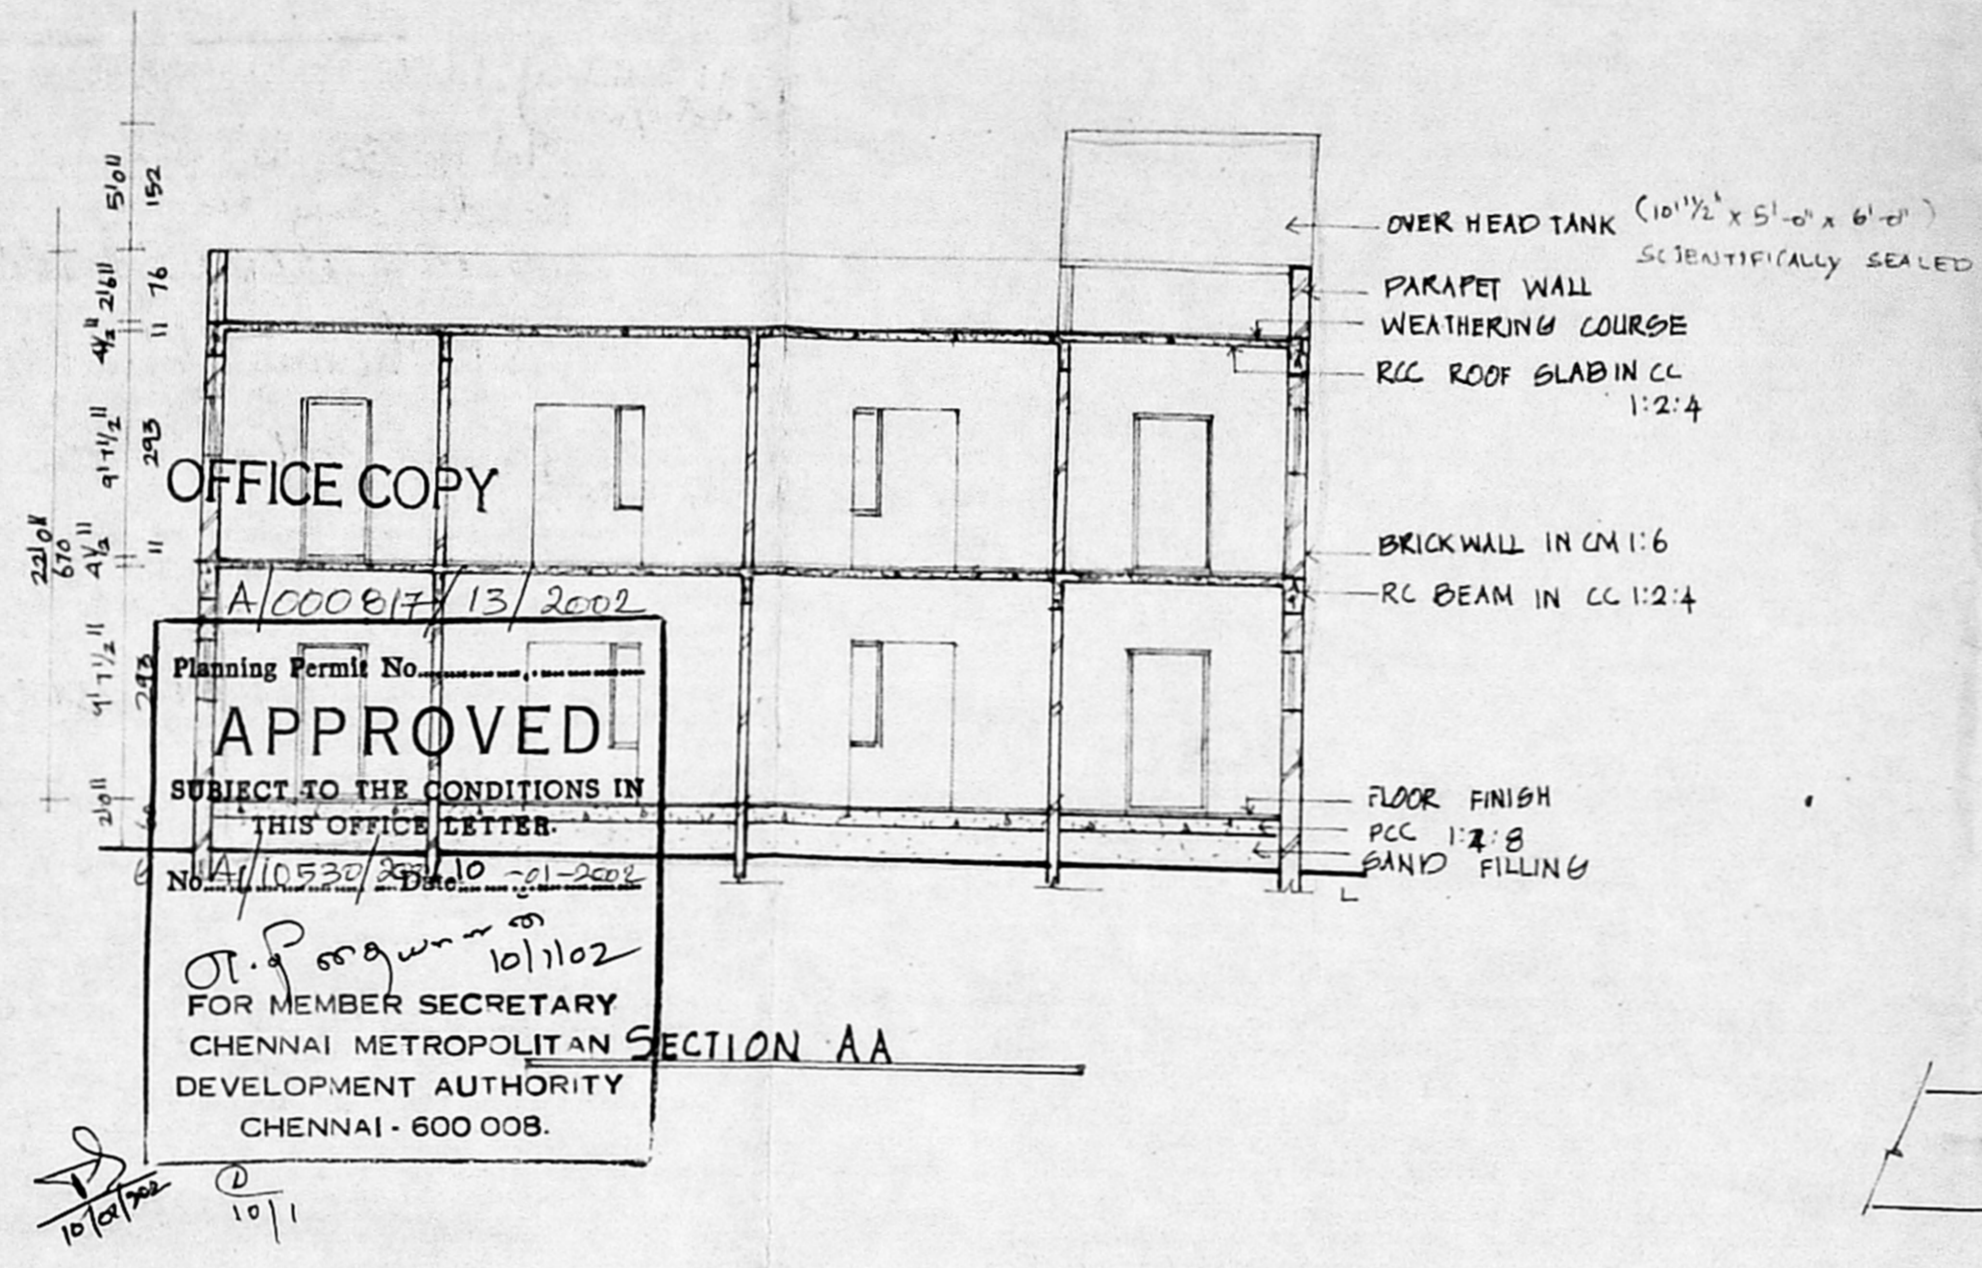 5'0"
152
2'6"
76
4½"
11
9'7½"
293
4½"
11
22'0"
670
9'7½"
293
2'0"
OVER HEAD TANK (10'1½" x 5'-0" x 6'-0")
SCIENTIFICALLY SEALED
PARAPET WALL
WEATHERING COURSE
RCC ROOF SLAB IN CC
1:2:4
BRICKWALL IN CM 1:6
RC BEAM IN CC 1:2:4
FLOOR FINISH
PCC 1:4:8
SAND FILLING
OFFICE COPY
A/000817/13/2002
Planning Permit No.
APPROVED
SUBJECT TO THE CONDITIONS IN
THIS OFFICE LETTER.
No. A1/10530/ Date: 10-01-2002
10/1/02
FOR MEMBER SECRETARY
CHENNAI METROPOLITAN
DEVELOPMENT AUTHORITY
CHENNAI - 600 008.
SECTION AA
10/1